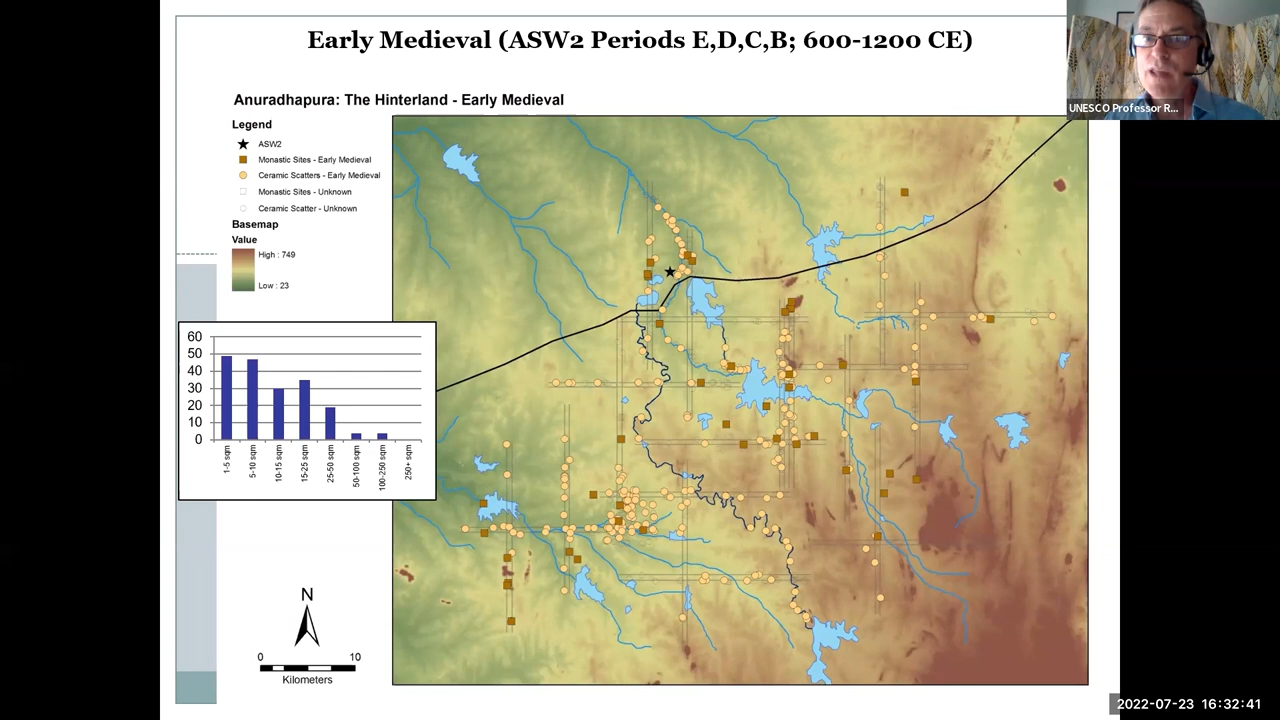 Early Medieval (ASW2 Periods E,D,C,B; 600-1200 CE)
UNESCO Professor R...
Anuradhapura: The Hinterland - Early Medieval
Legend
ASW2
Monastic Sites - Early Medieval
Ceramic Scatters - Early Medieval
Monastic Sites - Unknown
Ceramic Scatter - Unknown
Basemap
Value
High : 749
Low : 23
60
50
40
30
20
10
0
1-5 sqm
5-10 sqm
10-15 sqm
15-25 sqm
25-50 sqm
50-100 sqm
100-250 sqm
250+ sqm
N
0 10
Kilometers
2022-07-23 16:32:41